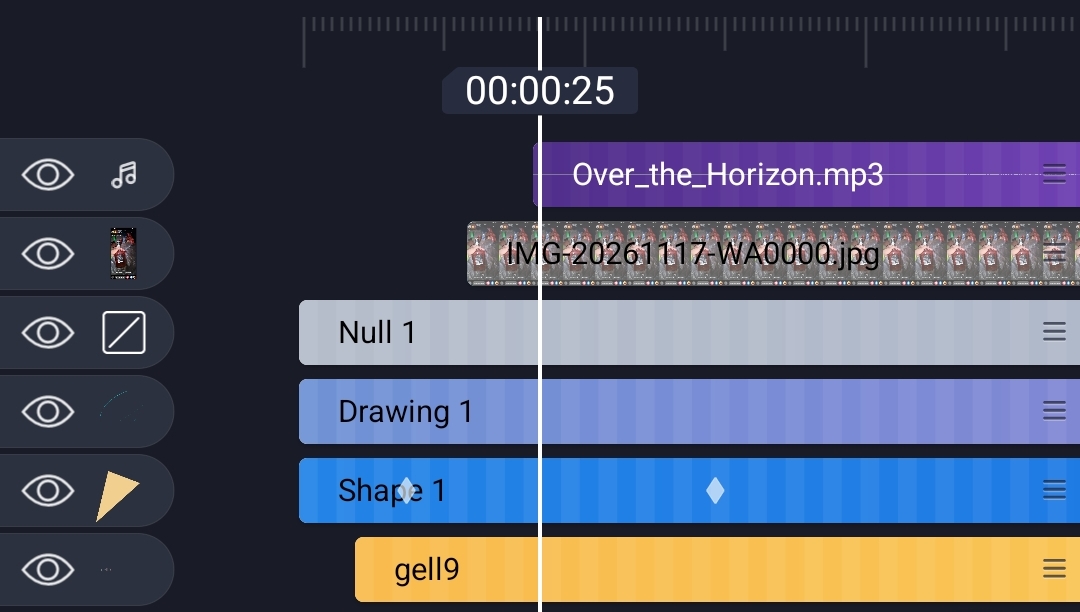 00:00:25
Over_the_Horizon.mp3
IMG-20261117-WA0000.jpg
Null 1
Drawing 1
Shape 1
gell9